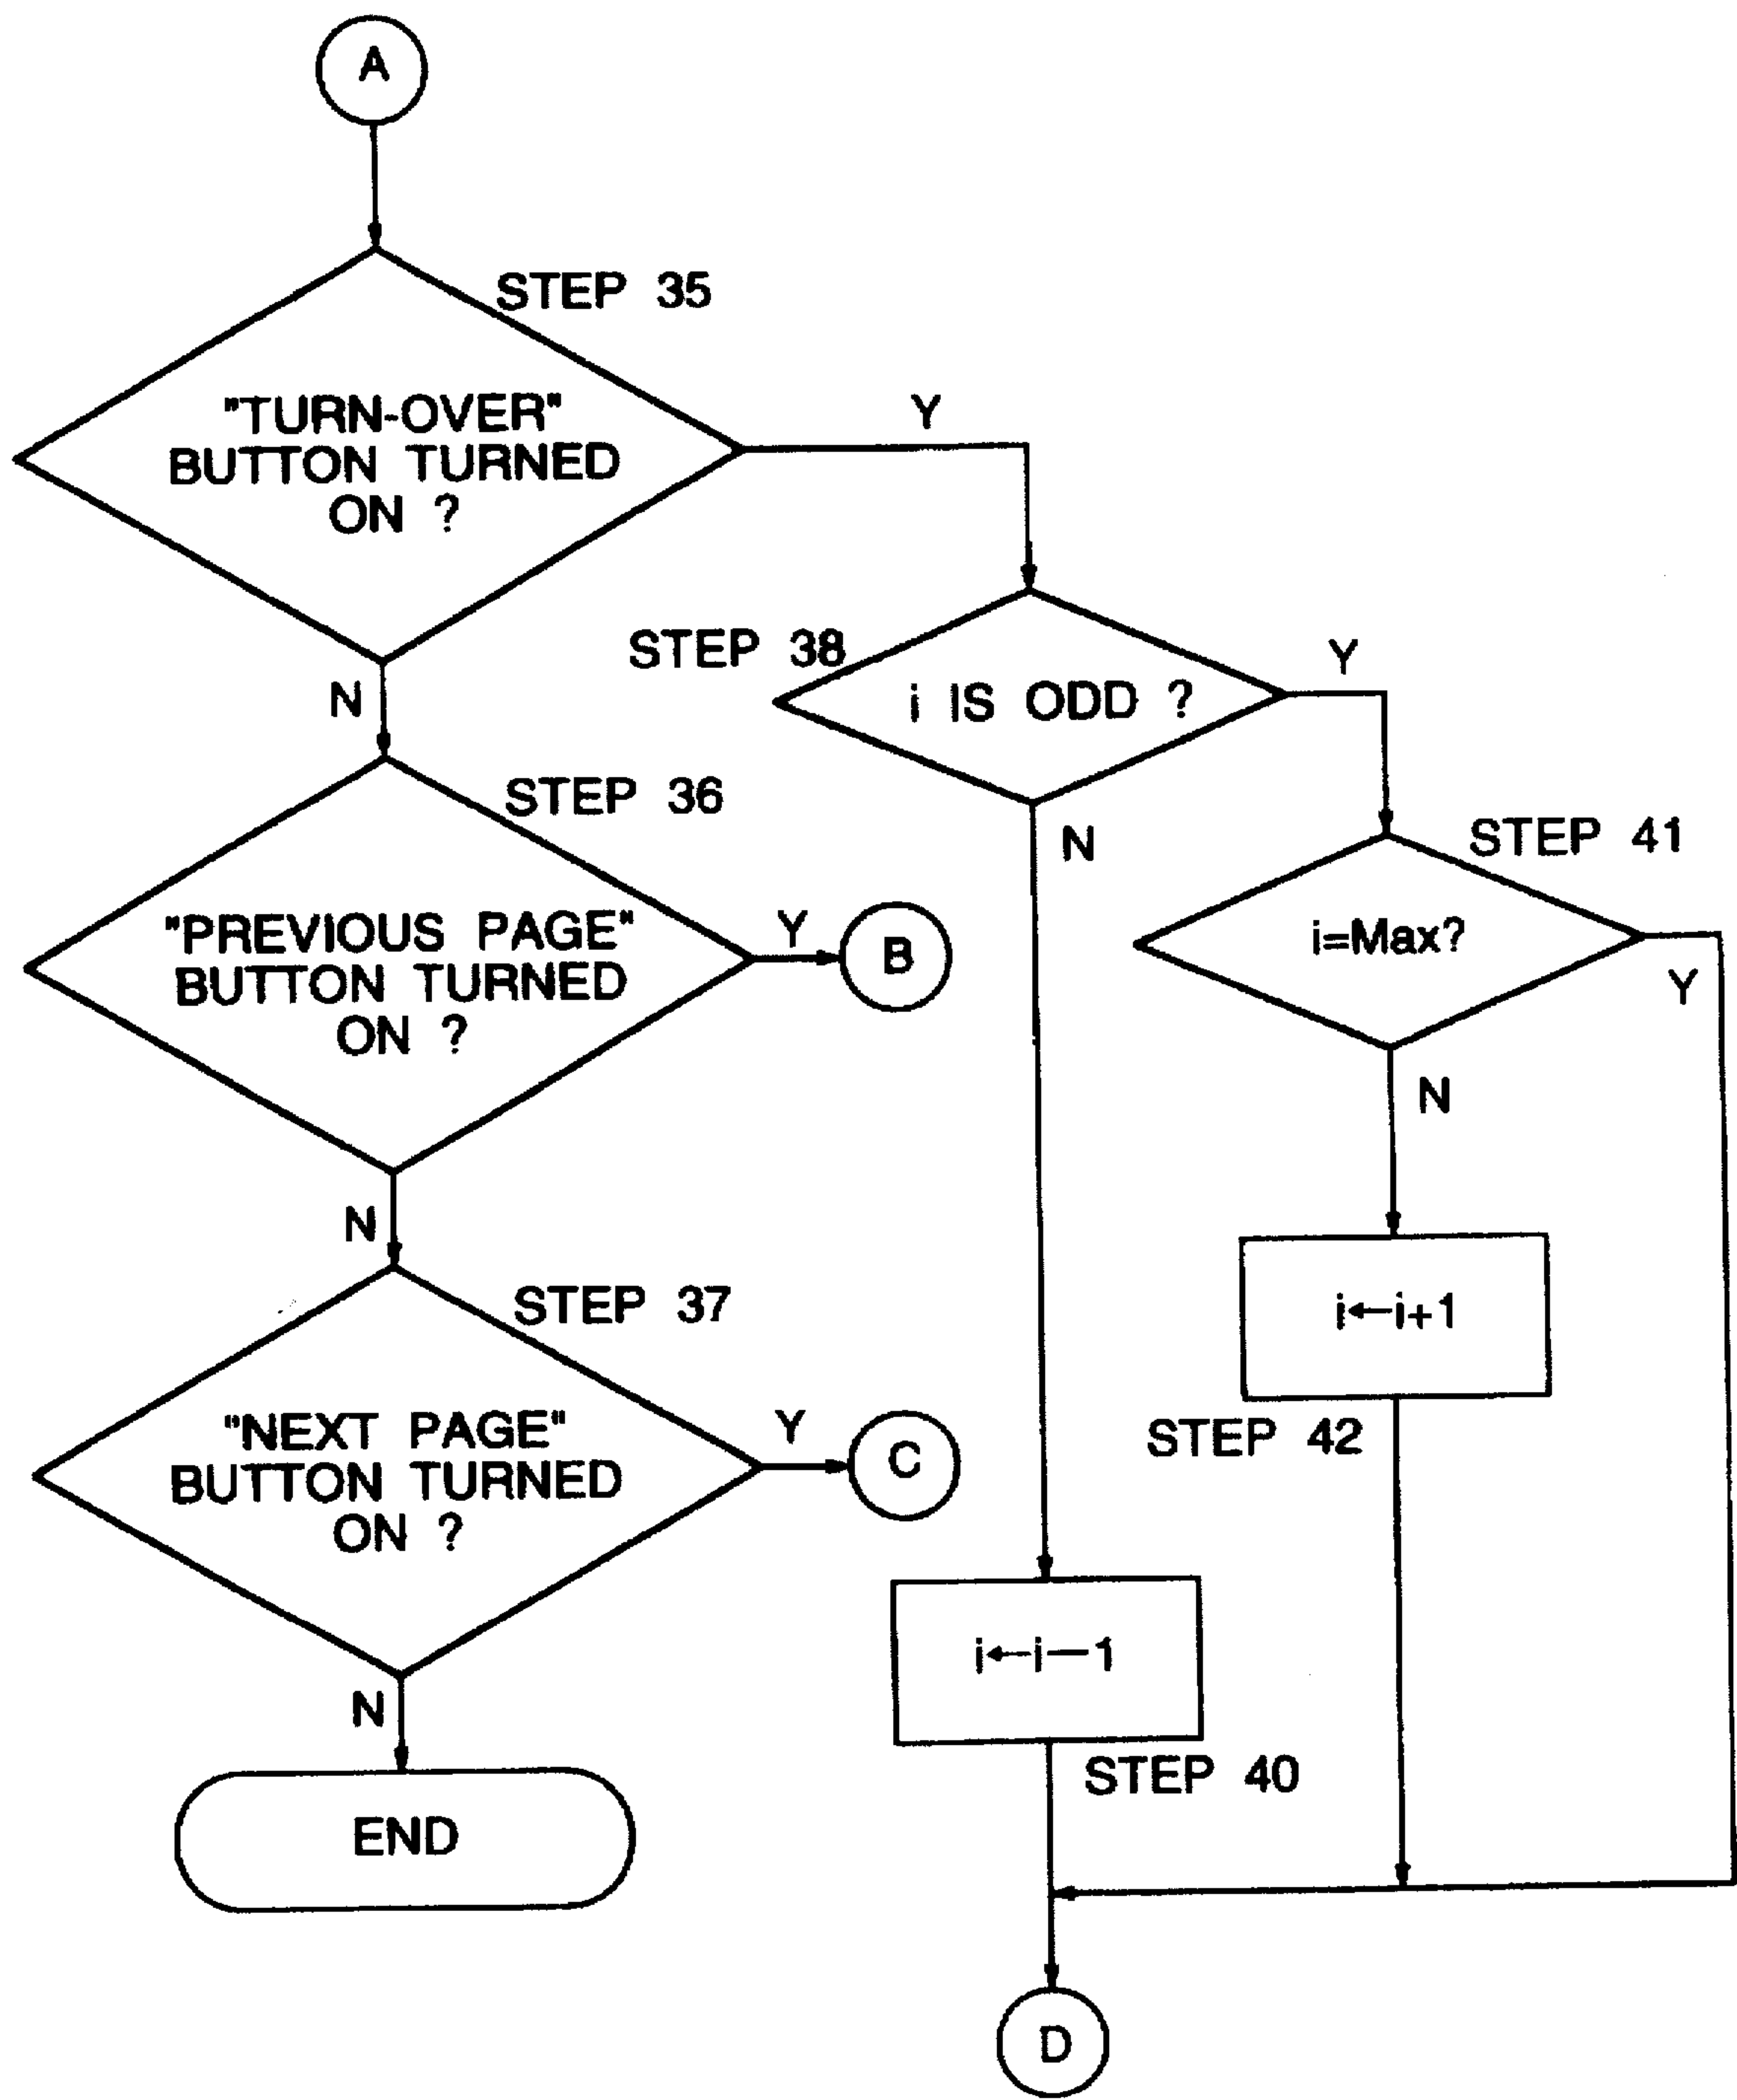 A
STEP 35
"TURN-OVER"
BUTTON TURNED
ON ?
Y
N
STEP 38
i IS ODD ?
Y
N
STEP 36
"PREVIOUS PAGE"
BUTTON TURNED
ON ?
Y
B
N
STEP 41
i=Max?
Y
N
STEP 37
"NEXT PAGE"
BUTTON TURNED
ON ?
Y
C
N
END
i←i+1
STEP 42
i←i—1
STEP 40
D